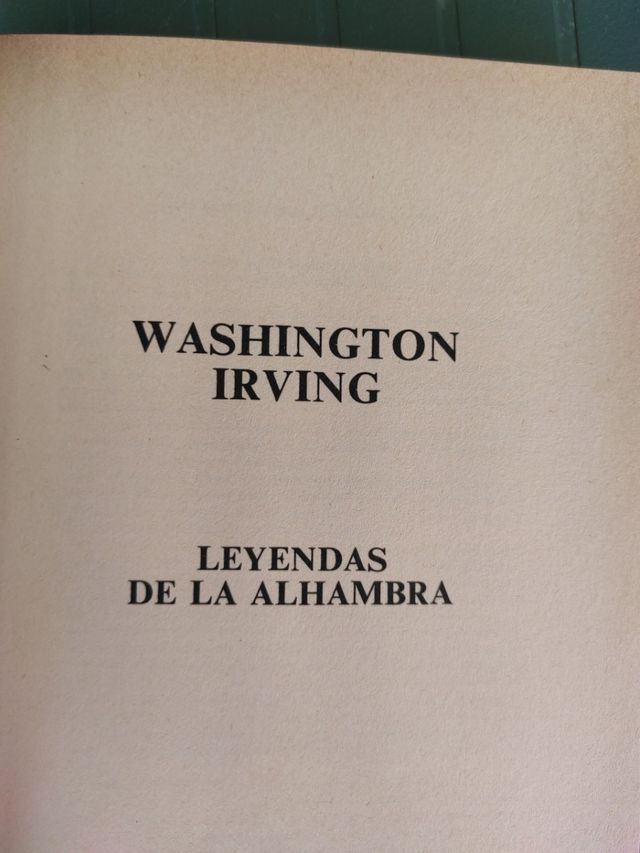 WASHINGTON
IRVING
LEYENDAS
DE LA ALHAMBRA